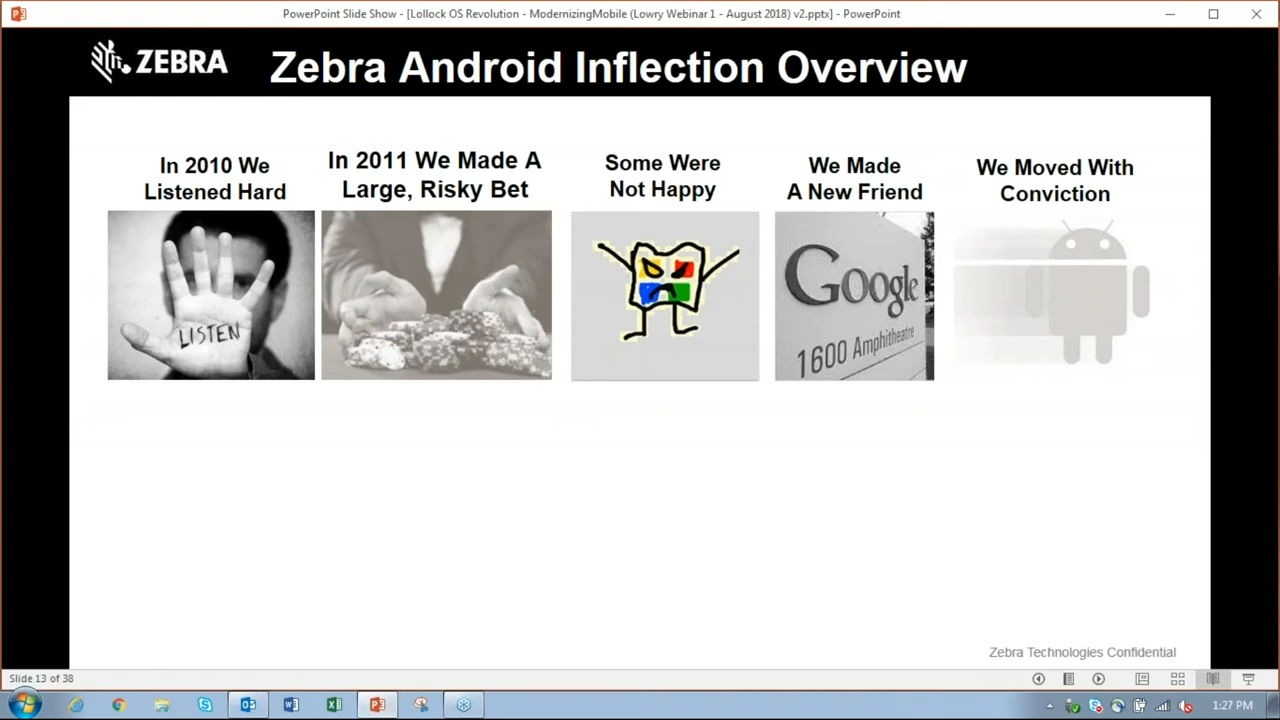 PowerPoint Slide Show - [Lollock OS Revolution - ModernizingMobile (Lowry Webinar 1 - August 2018) v2.pptx] - PowerPoint
ZEBRA
Zebra Android Inflection Overview
In 2010 We
Listened Hard
In 2011 We Made A
Large, Risky Bet
Some Were
Not Happy
We Made
A New Friend
We Moved With
Conviction
LISTEN
Google
1600 Amphitheatre
Zebra Technologies Confidential
Slide 13 of 38
1:27 PM